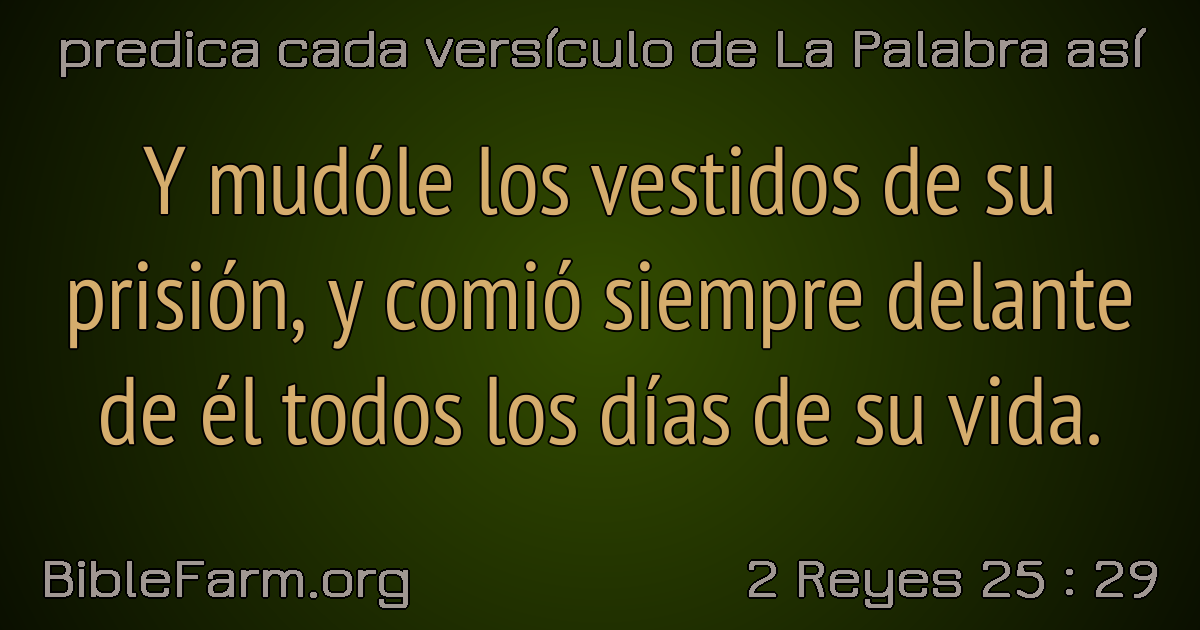 predica cada versículo de La Palabra así
Y mudóle los vestidos de su
prisión, y comió siempre delante
de él todos los días de su vida.
BibleFarm.org
2 Reyes 25 : 29